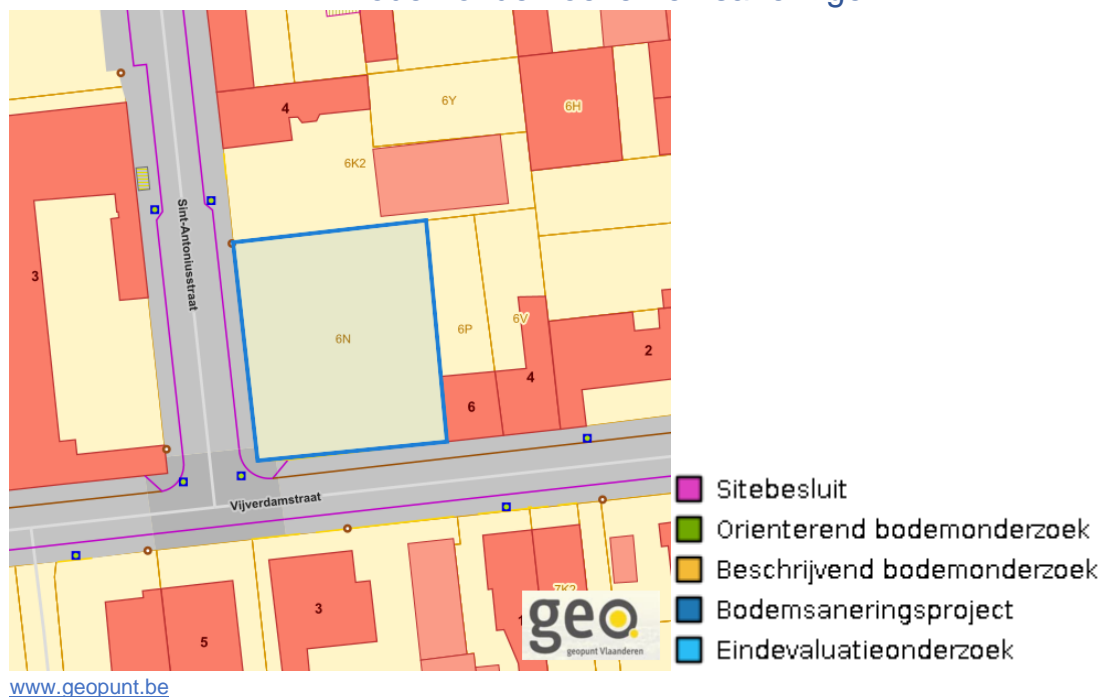 4
6Y
6H
6K2
Sint-Antoniusstraat
3
6N
6P
6V
2
4
6
Vijverdamstraat
3
5
7K2
geo
geopunt Vlaanderen
Sitebesluit
Orienterend bodemonderzoek
Beschrijvend bodemonderzoek
Bodemsaneringsproject
Eindevaluatieonderzoek
www.geopunt.be